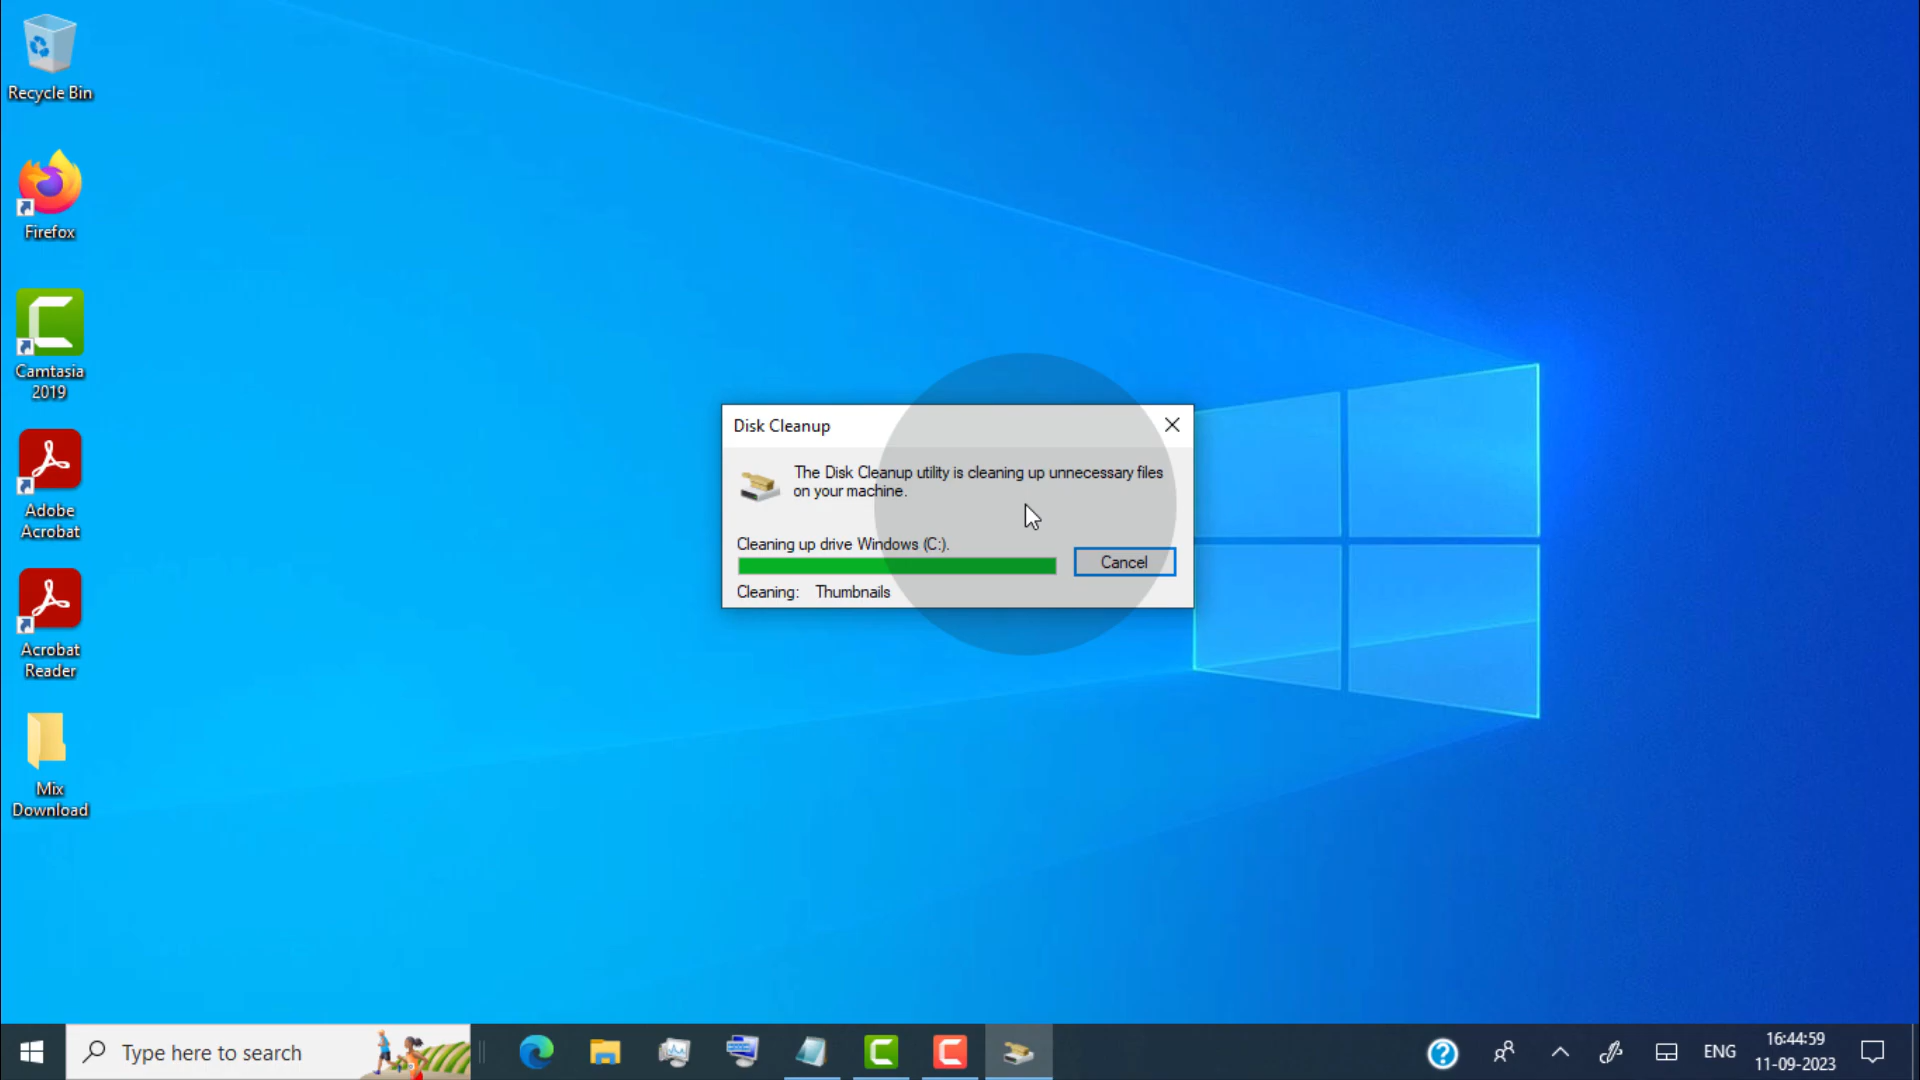 Recycle Bin
Firefox
Camtasia
2019
Adobe
Acrobat
Acrobat
Reader
Mix
Download
Disk Cleanup
The Disk Cleanup utility is cleaning up unnecessary files
on your machine.
Cleaning up drive Windows (C:).
Cancel
Cleaning: Thumbnails
Type here to search
ENG
16:44:59
11-09-2023